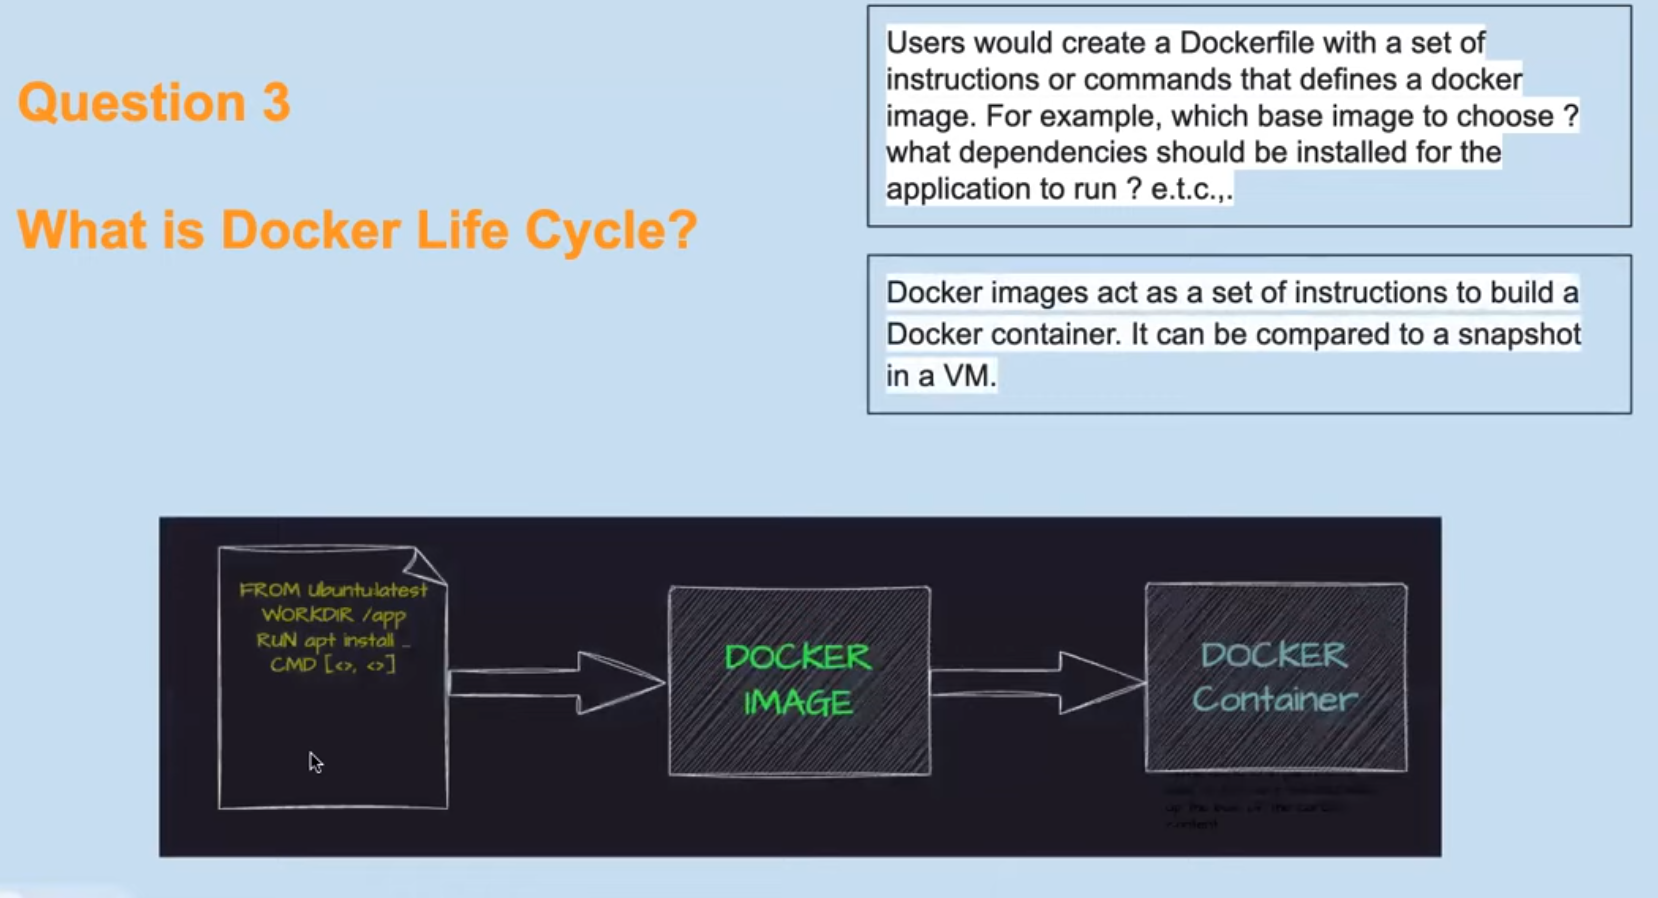 Question 3
What is Docker Life Cycle?
Users would create a Dockerfile with a set of
instructions or commands that defines a docker
image. For example, which base image to choose ?
what dependencies should be installed for the
application to run ? e.t.c.,.
Docker images act as a set of instructions to build a
Docker container. It can be compared to a snapshot
in a VM.
FROM Ubuntu:latest
WORKDIR /app
RUN apt install _
CMD [<>, <>]
DOCKER
IMAGE
DOCKER
Container
content